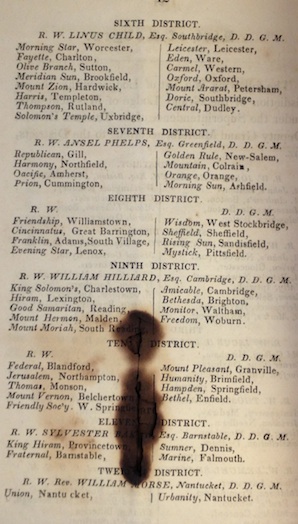 SIXTH DISTRICT.
R. W. LINUS CHILD, Esq. Southbridge, D. D. G. M.
Morning Star, Worcester,
Fayette, Charlton,
Olive Branch, Sutton,
Meridian Sun, Brookfield,
Mount Zion, Hardwick,
Harris, Templeton,
Thompson, Rutland,
Solomon's Temple, Uxbridge,
Leicester, Leicester,
Eden, Ware,
Carmel, Western,
Oxford, Oxford,
Mount Ararat, Petersham,
Doric, Southbridge,
Central, Dudley.
SEVENTH DISTRICT.
R. W. ANSEL PHELPS, Esq. Greenfield, D. D. G. M.
Republican, Gill,
Harmony, Northfield,
Pacific, Amherst,
Prion, Cummington,
Golden Rule, New-Salem,
Mountain, Colrain,
Orange, Orange,
Morning Sun, Ashfield.
EIGHTH DISTRICT.
R. W. D. D. G. M.
Friendship, Williamstown,
Cincinnatus, Great Barrington,
Franklin, Adams, South Village,
Evening Star, Lenox,
Wisdom, West Stockbridge,
Sheffield, Sheffield,
Rising Sun, Sandisfield,
Mystick, Pittsfield.
NINTH DISTRICT.
R. W. WILLIAM HILLIARD, Esq. Cambridge, D. D. G. M.
King Solomon's, Charlestown,
Hiram, Lexington,
Good Samaritan, Reading,
Mount Hermon, Malden,
Mount Moriah, South
Amicable, Cambridge,
Bethesda, Brighton,
Monitor, Waltham,
Freedom, Woburn.
DISTRICT.
R. W. D. D. G. M.
Federal, Blandford,
Jerusalem, Northampton,
Thomas, Monson,
Mount Vernon,
Friendly Soc'y. W.
Mount Pleasant, Granville,
Humanity, Brimfield,
Hampden, Springfield,
Bethel, Enfield.
DISTRICT.
R. W. SYLVESTER Esq. Barnstable, D. D. G. M.
King Hiram, Provincetown
Fraternal, Barnstable,
Sumner, Dennis,
Marine, Falmouth.
DISTRICT.
R. W. Rev. WILLIAM Nantucket, D. D. G. M.
Union, Nantucket,
Urbanity, Nantucket.